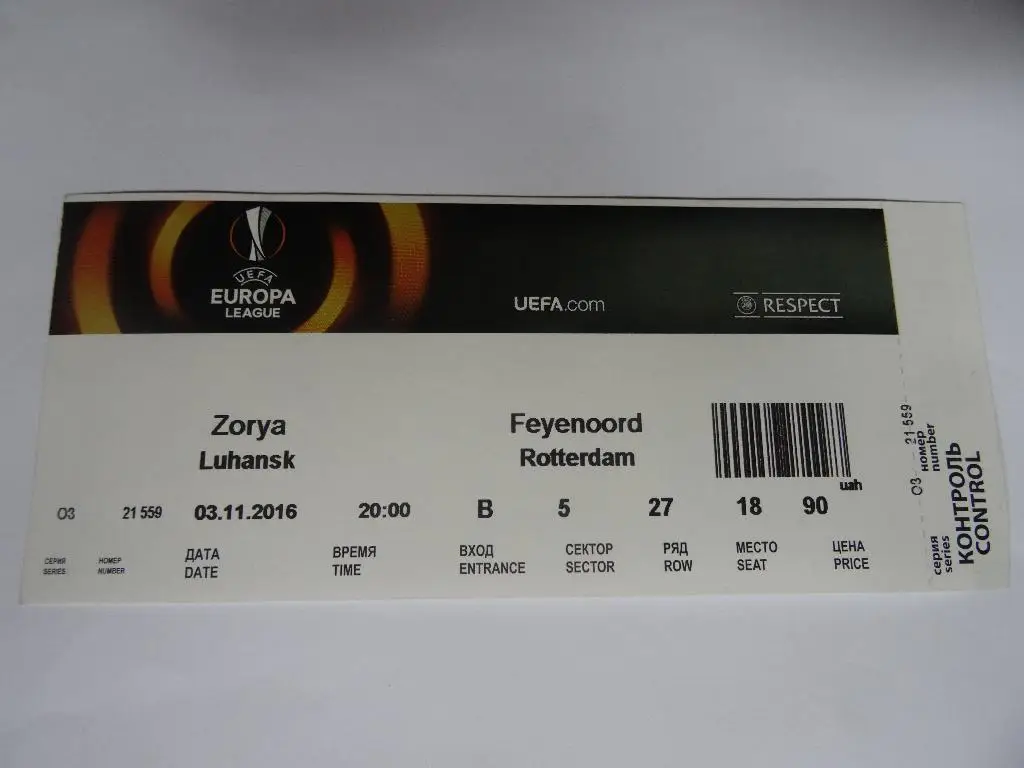 UEFA
EUROPA
LEAGUE
UEFA.com
RESPECT
Zorya
Luhansk
Feyenoord
Rotterdam
uah
ОЗ 21 559 03.11.2016 20:00 В 5 27 18 90
СЕРИЯ НОМЕР ДАТА ВРЕМЯ ВХОД СЕКТОР РЯД МЕСТО ЦЕНА
SERIES NUMBER DATE TIME ENTRANCE SECTOR ROW SEAT PRICE
ОЗ 21 559
серия номер
series number
КОНТРОЛЬ
CONTROL